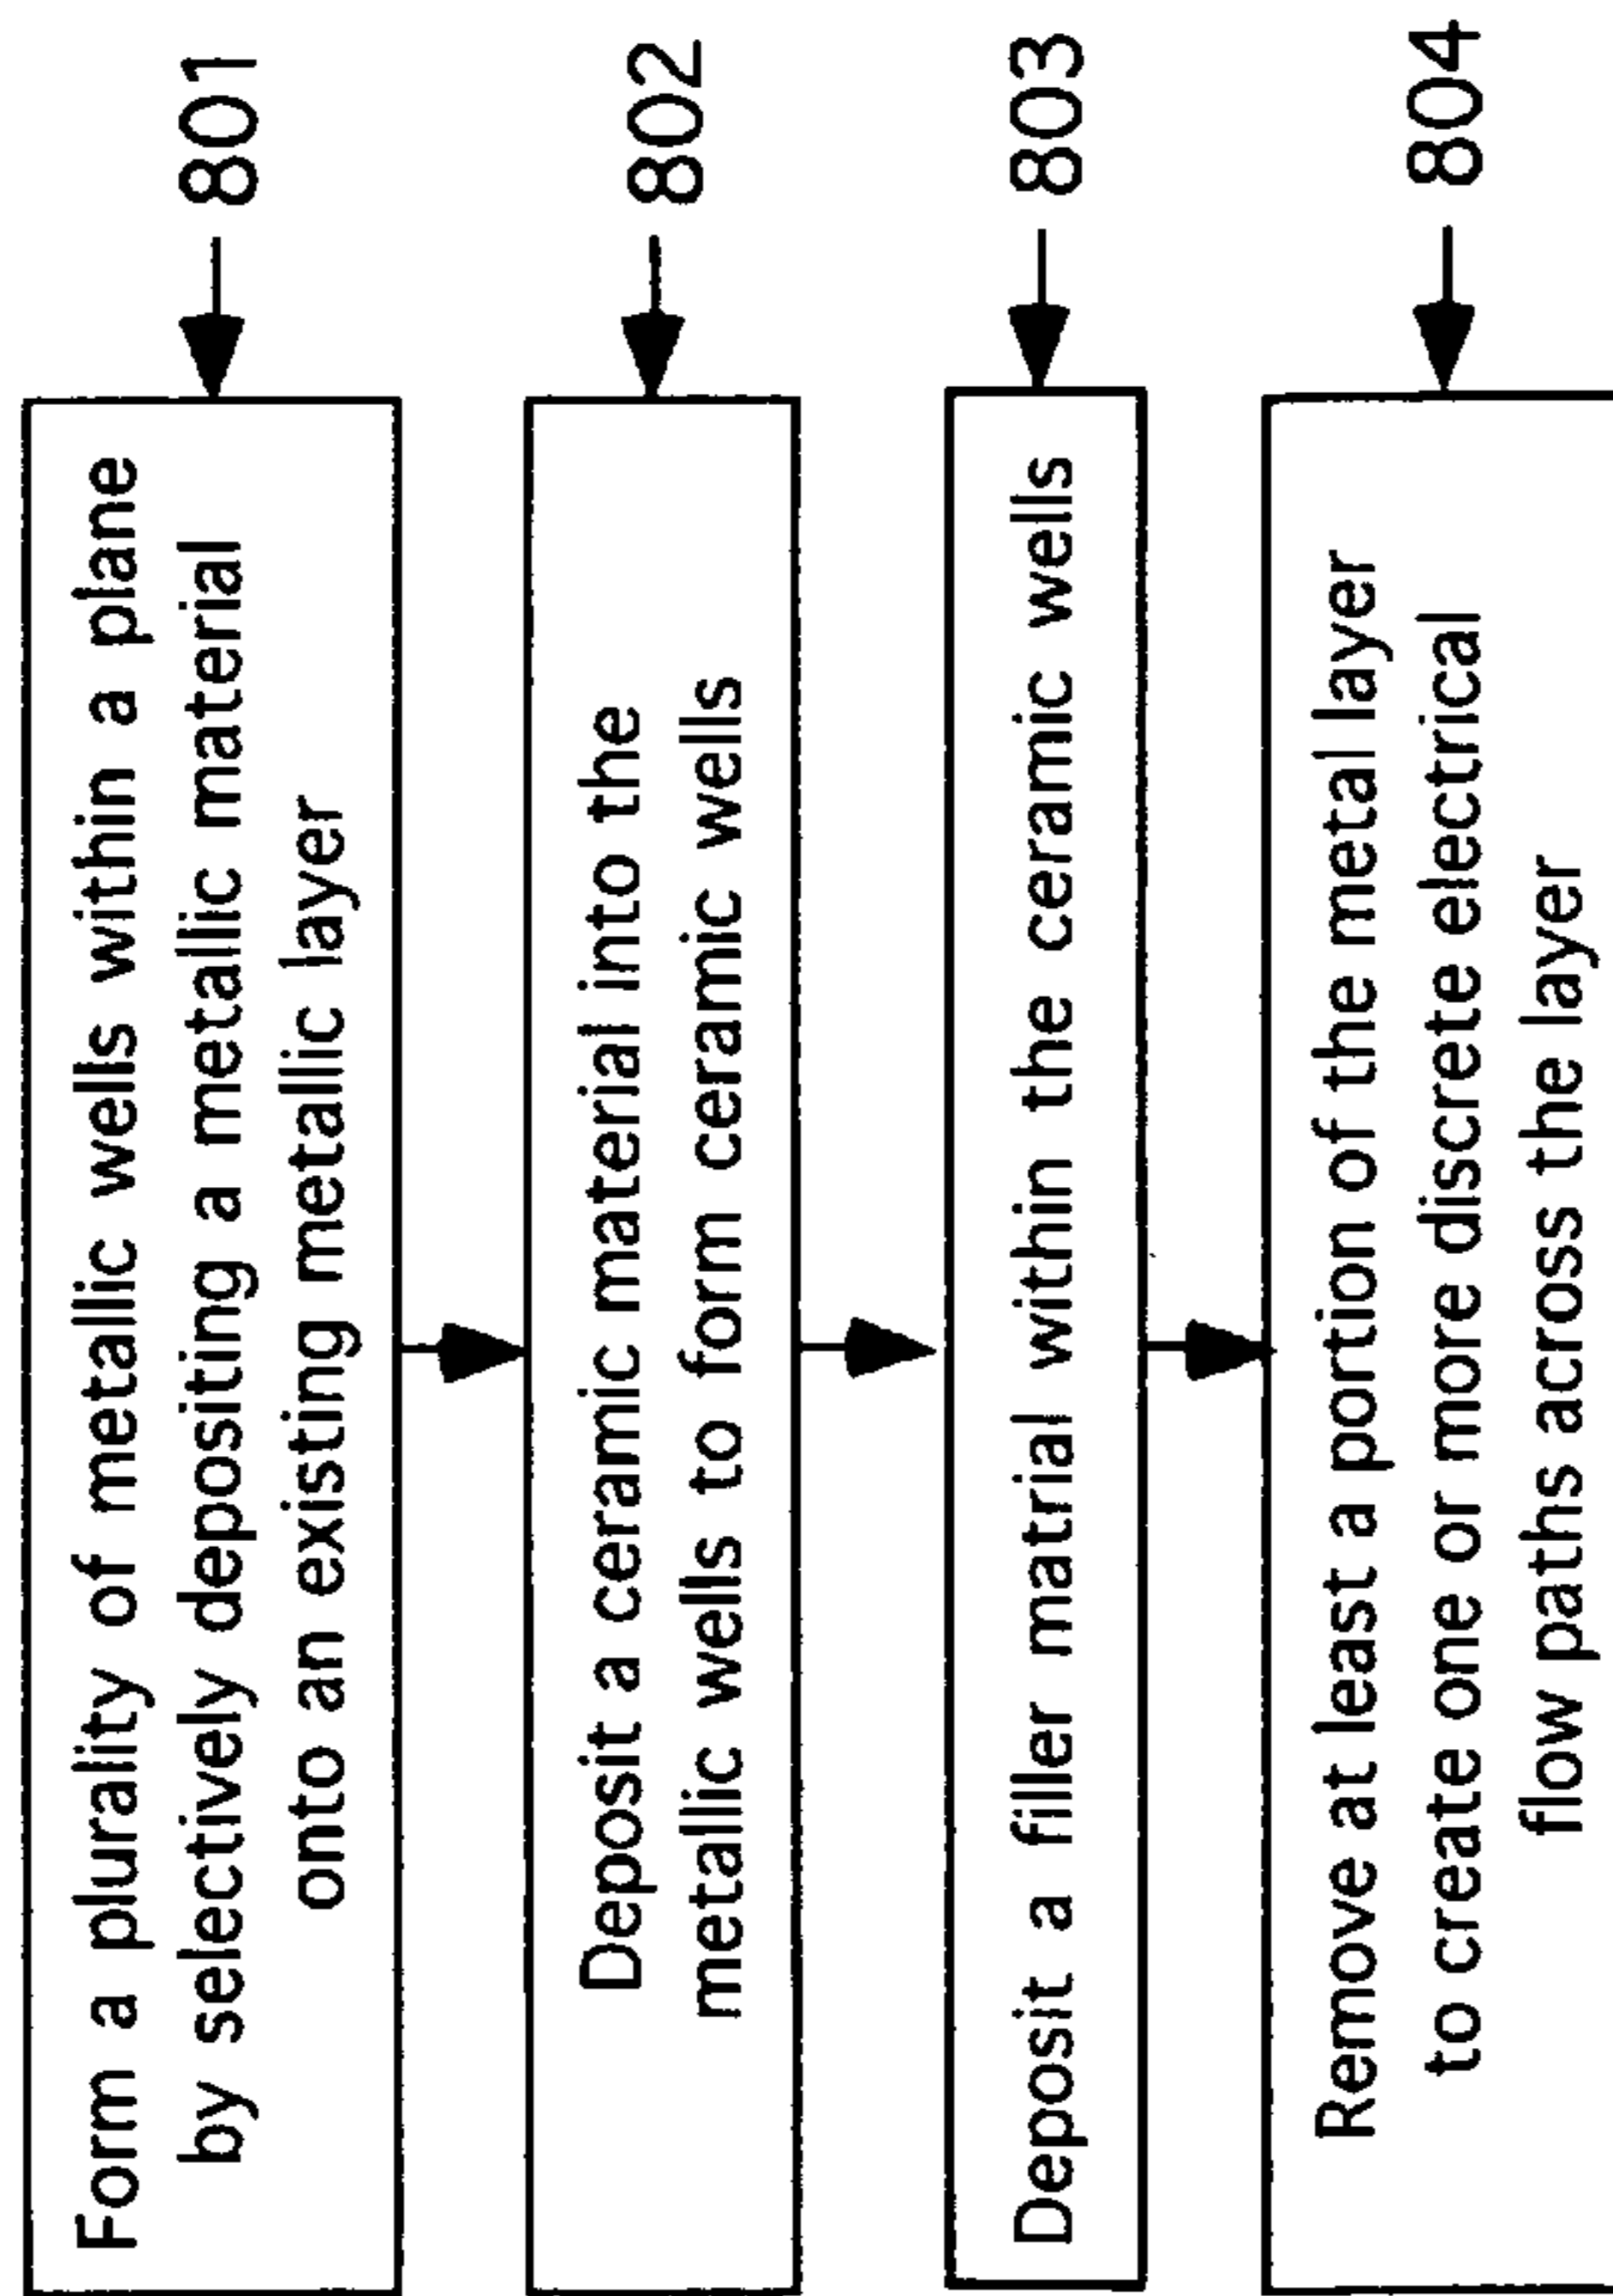 Form a plurality of metallic wells within a plane
by selectively depositing a metallic material
onto an existing metallic layer
801
Deposit a ceramic material into the
metallic wells to form ceramic wells
802
Deposit a filler matrial within the ceramic wells
803
Remove at least a portion of the metal layer
to create one or more discrete electrical
flow paths across the layer
804